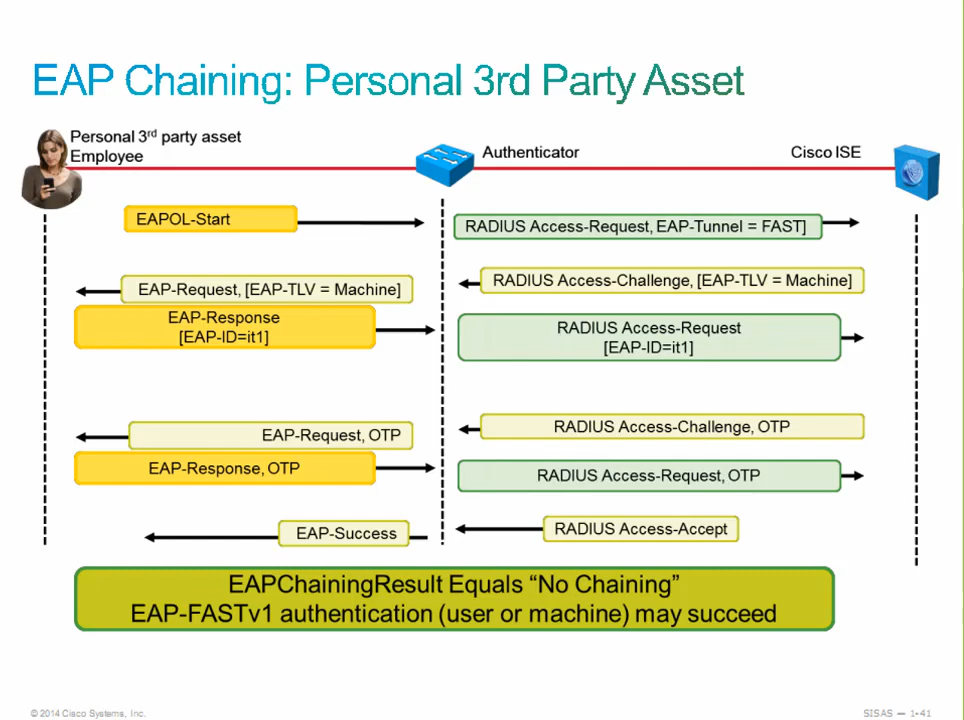 EAP Chaining: Personal 3rd Party Asset
Personal 3rd party asset
Employee
Authenticator
Cisco ISE
EAPOL-Start
RADIUS Access-Request, EAP-Tunnel = FAST]
RADIUS Access-Challenge, [EAP-TLV = Machine]
EAP-Request, [EAP-TLV = Machine]
EAP-Response
[EAP-ID=it1]
RADIUS Access-Request
[EAP-ID=it1]
RADIUS Access-Challenge, OTP
EAP-Request, OTP
EAP-Response, OTP
RADIUS Access-Request, OTP
RADIUS Access-Accept
EAP-Success
EAPChainingResult Equals “No Chaining”
EAP-FASTv1 authentication (user or machine) may succeed
© 2014 Cisco Systems, Inc.
SISAS — 1-41